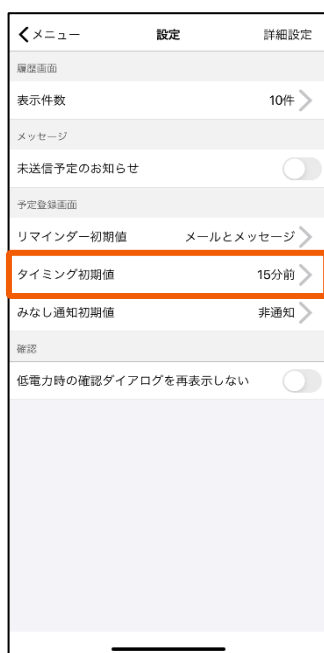 メニュー 設定 詳細設定
履歴画面
表示件数 10件
メッセージ
未送信予定のお知らせ
予定登録画面
リマインダー初期値 メールとメッセージ
タイミング初期値 15分前
みなし通知初期値 非通知
確認
低電力時の確認ダイアログを再表示しない